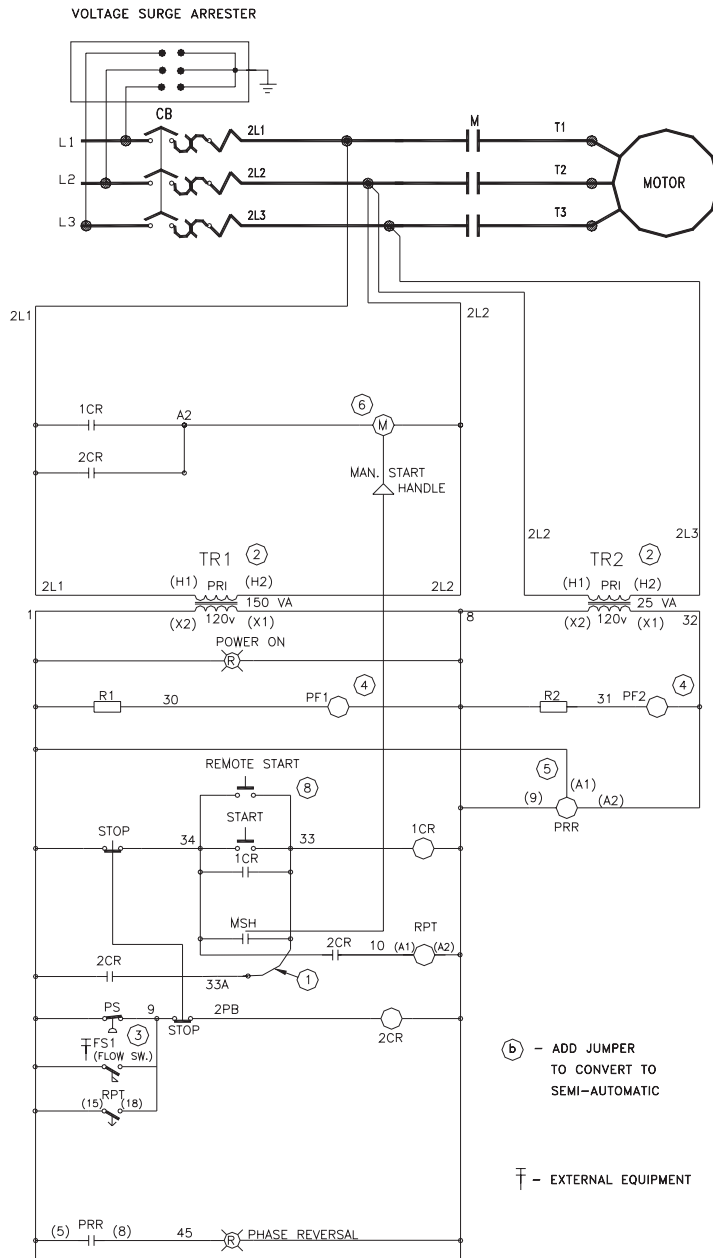 VOLTAGE SURGE ARRESTER
CB
L1
2L1
M
T1
L2
2L2
T2
MOTOR
L3
2L3
T3
2L1
2L2
1CR
A2
6
M
2CR
MAN. START
HANDLE
2L2
2L3
TR1 2
TR2 2
2L1
(H1) PRI (H2)
2L2
(H1) PRI (H2)
1
150 VA
8
25 VA
(X2) 120v (X1)
(X2) 120v (X1)
32
POWER ON
R
R1
30
PF1
4
R2
31
PF2
4
REMOTE START
8
5
(A1)
(9)
(A2)
PRR
START
STOP
34
33
1CR
1CR
MSH
2CR
10
(A1)
RPT
(A2)
2CR
33A
1
PS
9
2PB
3
STOP
2CR
FS1
(FLOW SW.)
RPT
(15) (18)
6 - ADD JUMPER
TO CONVERT TO
SEMI-AUTOMATIC
- EXTERNAL EQUIPMENT
(5) PRR (8)
45
R
PHASE REVERSAL